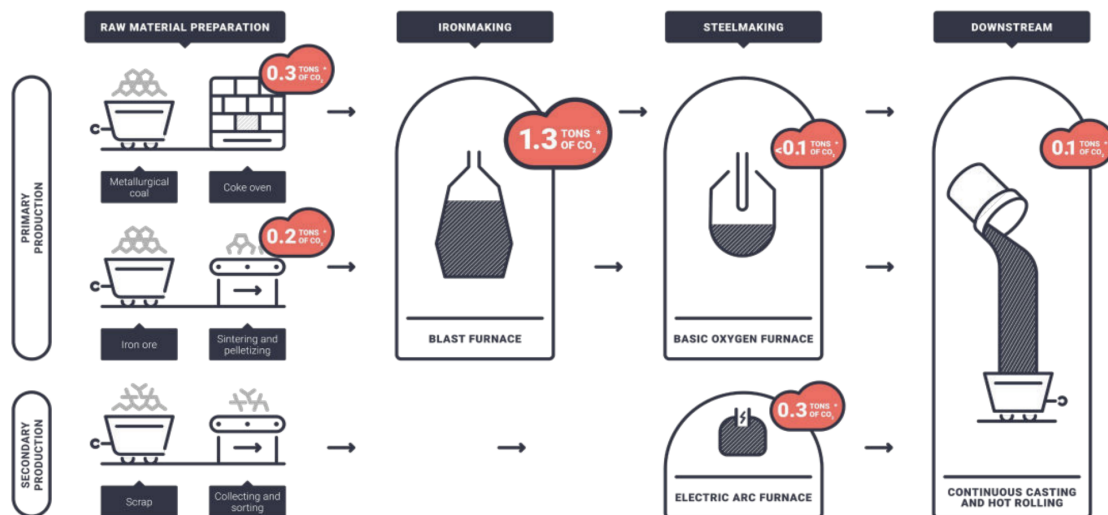 RAW MATERIAL PREPARATION
IRONMAKING
STEELMAKING
DOWNSTREAM
PRIMARY
PRODUCTION
0.3 TONS *
OF CO₂
Metallurgical
coal
Coke oven
0.2 TONS *
OF CO₂
Iron ore
Sintering and
pelletizing
1.3 TONS *
OF CO₂
BLAST FURNACE
<0.1 TONS *
OF CO₂
BASIC OXYGEN FURNACE
0.1 TONS *
OF CO₂
SECONDARY
PRODUCTION
Scrap
Collecting and
sorting
0.3 TONS *
OF CO₂
ELECTRIC ARC FURNACE
CONTINUOUS CASTING
AND HOT ROLLING